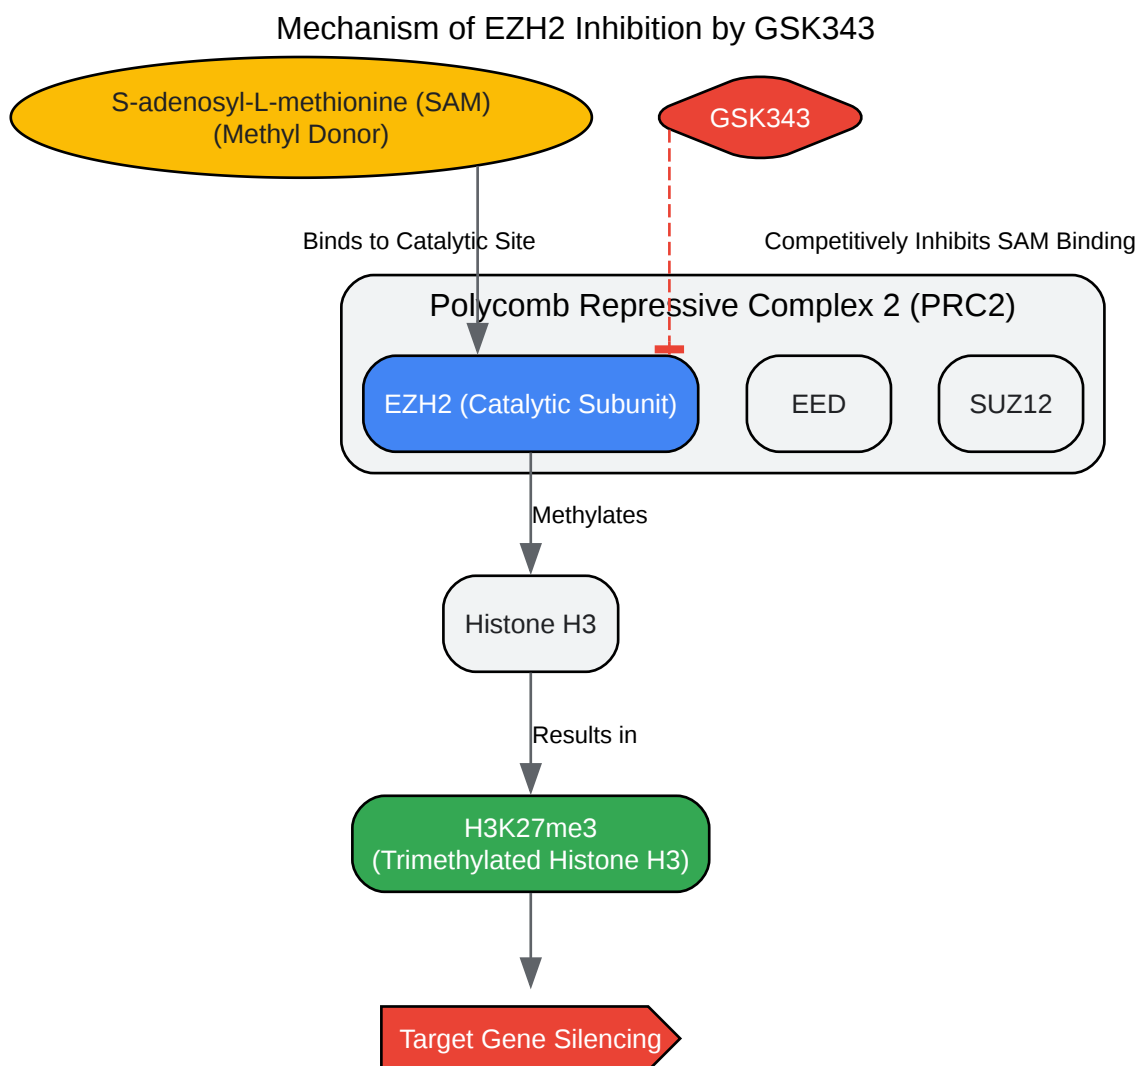 Mechanism of EZH2 Inhibition by GSK343
S-adenosyl-L-methionine (SAM)
(Methyl Donor)
GSK343
Binds to Catalytic Site
Competitively Inhibits SAM Binding
Polycomb Repressive Complex 2 (PRC2)
EZH2 (Catalytic Subunit)
EED
SUZ12
Methylates
Histone H3
Results in
H3K27me3
(Trimethylated Histone H3)
Target Gene Silencing